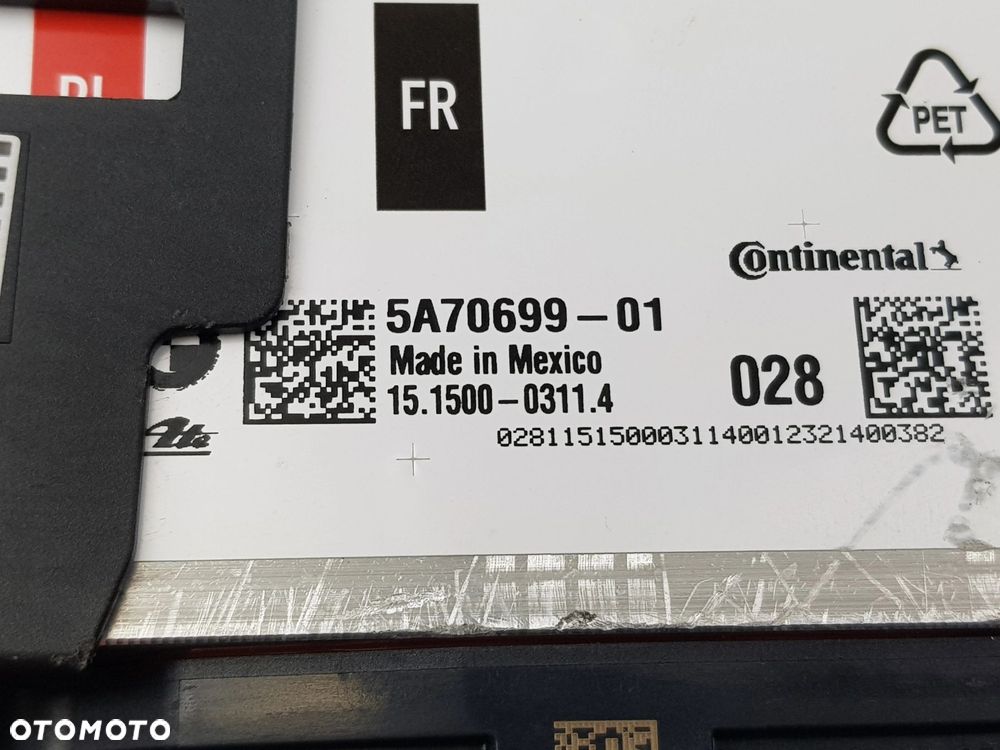 FR
PET
Continental
5A70699-01
Made in Mexico
15.1500-0311.4
028
Ate
0281151500031140012321400382
OTOMOTO